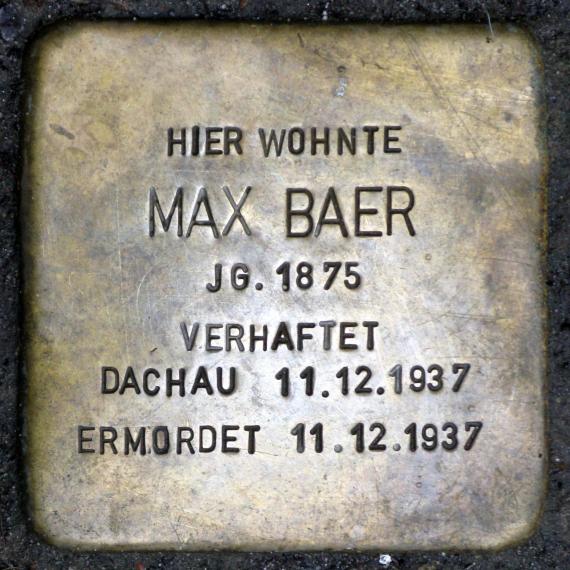 HIER WOHNTE
MAX BAER
JG. 1875
VERHAFTET
DACHAU 11.12.1937
ERMORDET 11.12.1937